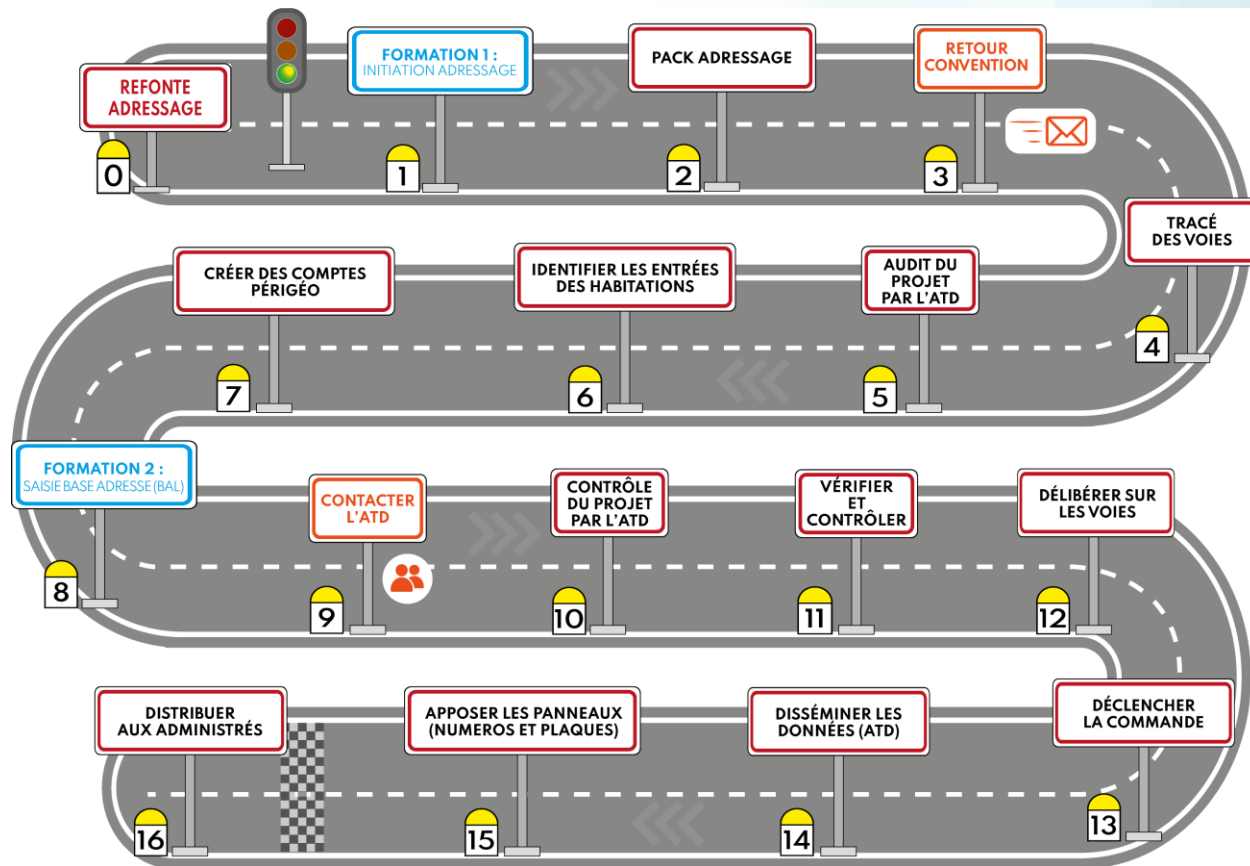 REFONTE
ADRESSAGE
0
FORMATION 1 :
INITIATION ADRESSAGE
1
PACK ADRESSAGE
2
RETOUR
CONVENTION
3
TRACÉ
DES VOIES
4
AUDIT DU
PROJET
PAR L'ATD
5
IDENTIFIER LES ENTRÉES
DES HABITATIONS
6
CRÉER DES COMPTES
PÉRIGÉO
7
FORMATION 2 :
SAISIE BASE ADRESSE (BAL)
8
CONTACTER
L'ATD
9
CONTRÔLE
DU PROJET
PAR L'ATD
10
VÉRIFIER
ET
CONTRÔLER
11
DÉLIBÉRER SUR
LES VOIES
12
DÉCLENCHER
LA COMMANDE
13
DISSÉMINER LES
DONNÉES (ATD)
14
APPOSER LES PANNEAUX
(NUMEROS ET PLAQUES)
15
DISTRIBUER
AUX ADMINISTRÉS
16